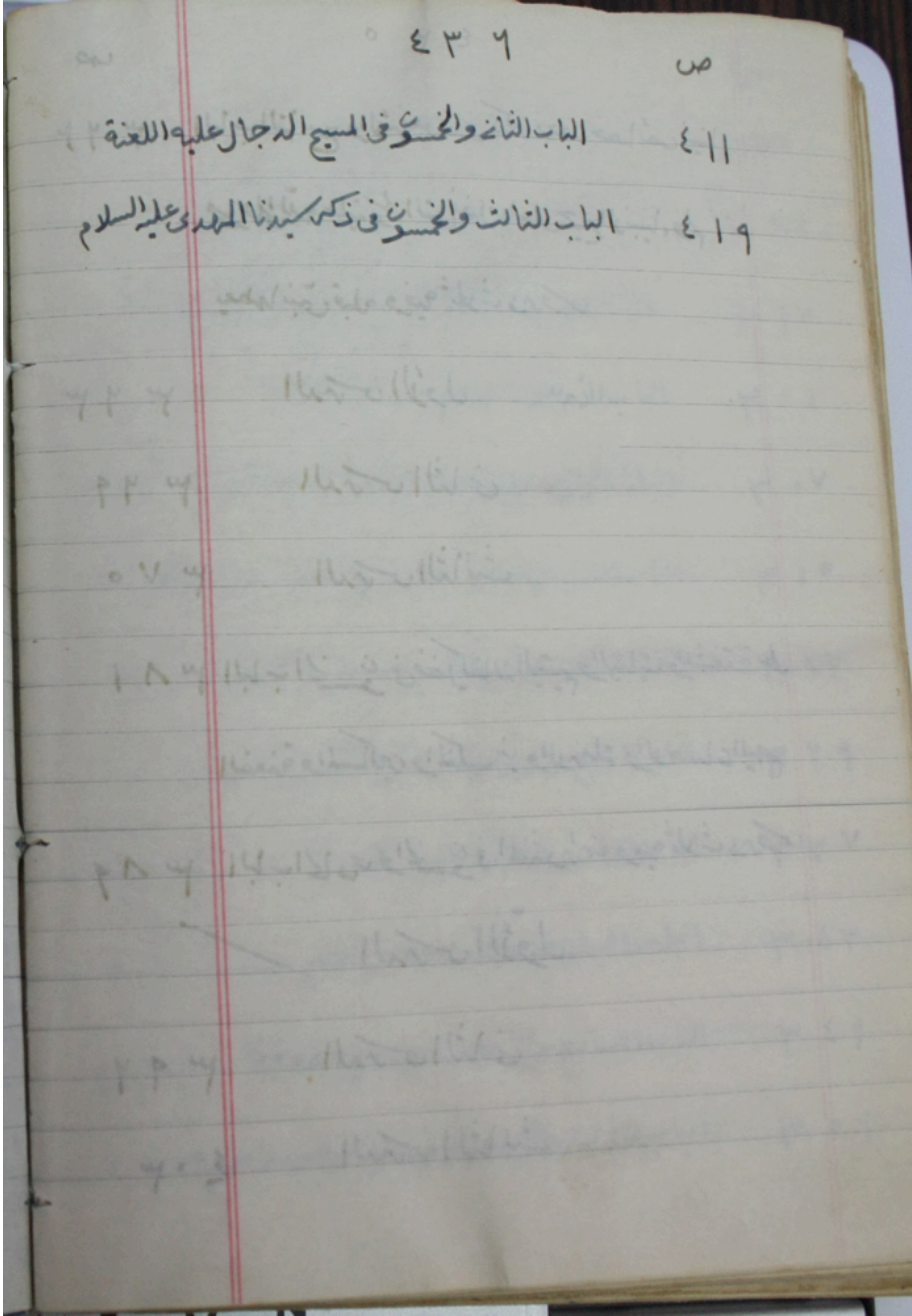 ٤٣٦
ص
٤١١ الباب الثانى والخمسون فى المسيح الدجال عليه اللعنة
٤١٩ الباب الثالث والخمسون فى ذكر سيدنا المهدى عليه السلام